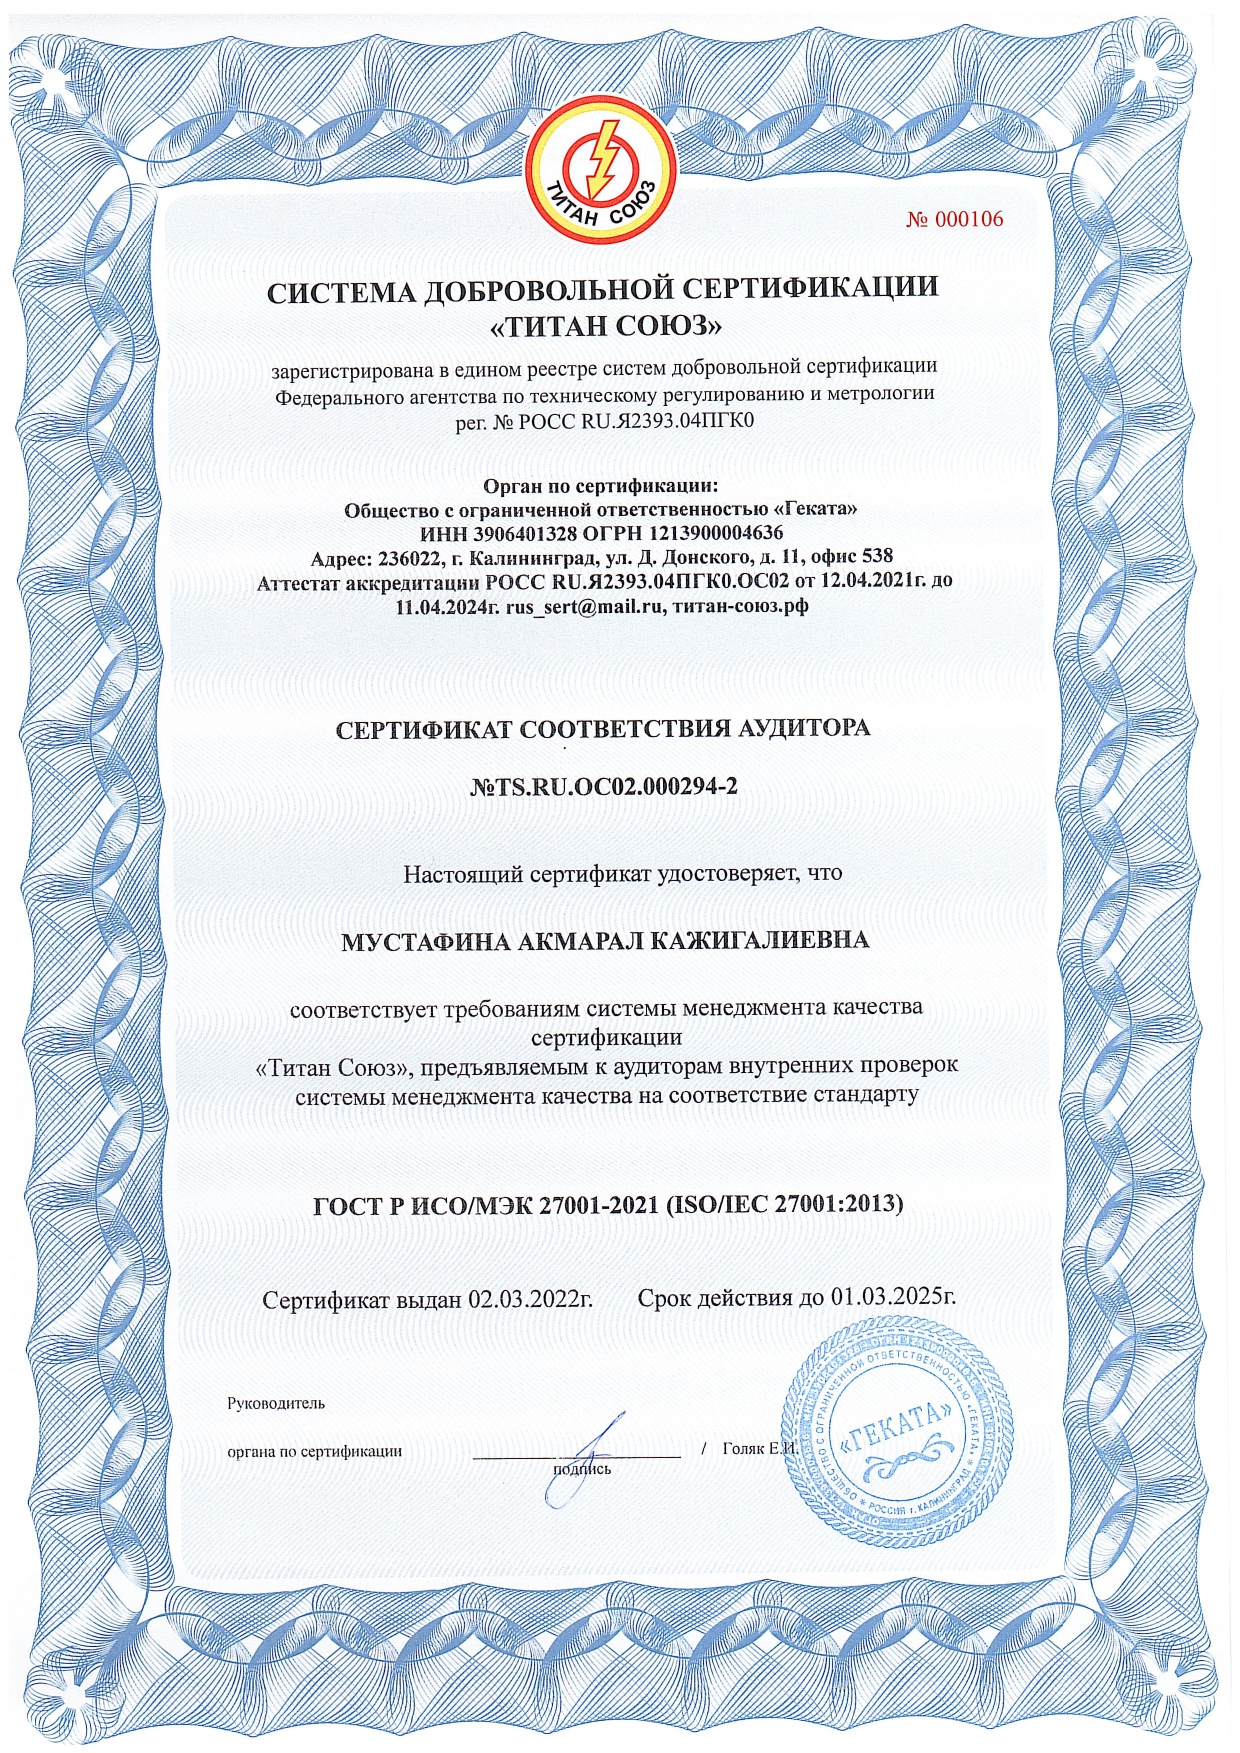 ТИТАН СОЮЗ
№ 000106
СИСТЕМА ДОБРОВОЛЬНОЙ СЕРТИФИКАЦИИ
«ТИТАН СОЮЗ»
зарегистрирована в едином реестре систем добровольной сертификации
Федерального агентства по техническому регулированию и метрологии
рег. № РОСС RU.Я2393.04ПГК0
Орган по сертификации:
Общество с ограниченной ответственностью «Геката»
ИНН 3906401328 ОГРН 1213900004636
Адрес: 236022, г. Калининград, ул. Д. Донского, д. 11, офис 538
Аттестат аккредитации РОСС RU.Я2393.04ПГК0.ОС02 от 12.04.2021г. до
11.04.2024г. rus_sert@mail.ru, титан-союз.рф
СЕРТИФИКАТ СООТВЕТСТВИЯ АУДИТОРА
№TS.RU.ОС02.000294-2
Настоящий сертификат удостоверяет, что
МУСТАФИНА АКМАРАЛ КАЖИГАЛИЕВНА
соответствует требованиям системы менеджмента качества
сертификации
«Титан Союз», предъявляемым к аудиторам внутренних проверок
системы менеджмента качества на соответствие стандарту
ГОСТ Р ИСО/МЭК 27001-2021 (ISO/IEC 27001:2013)
Сертификат выдан 02.03.2022г. Срок действия до 01.03.2025г.
Руководитель
органа по сертификации / Голяк Е.И.
подпись
ОБЩЕСТВО С ОГРАНИЧЕННОЙ ОТВЕТСТВЕННОСТЬЮ «ГЕКАТА»
«ГЕКАТА»
РОССИЯ г. КАЛИНИНГРАД